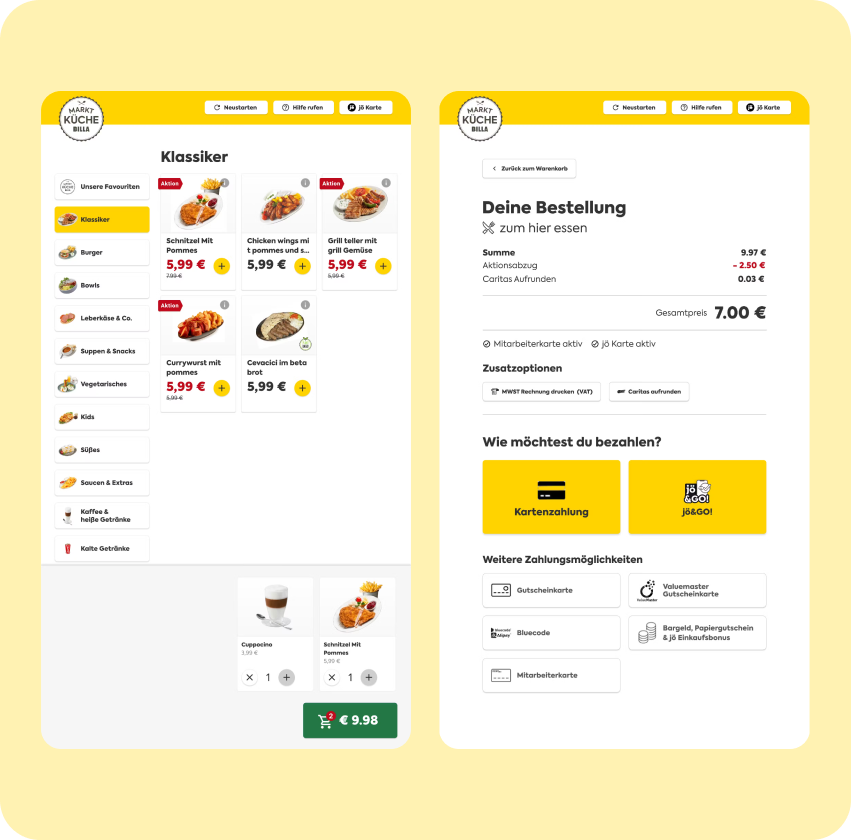 MARKT
KÜCHE
BILLA
Neustarten
Hilfe rufen
jö Karte
Klassiker
Unsere Favouriten
Klassiker
Burger
Bowls
Leberkäse & Co.
Suppen & Snacks
Vegetarisches
Kids
Süßes
Saucen & Extras
Kaffee &
heiße Getränke
Kalte Getränke
Aktion
Schnitzel Mit
Pommes
5,99 €
7,99 €
Chicken wings mi
t pommes und s...
5,99 €
Aktion
Grill teller mit
grill Gemüse
5,99 €
5,99 €
Aktion
Currywurst mit
pommes
5,99 €
5,99 €
Cevacici im beta
brot
5,99 €
Cuppocino
3,99 €
1
Schnitzel Mit
Pommes
5,99 €
1
2
€ 9.98
MARKT
KÜCHE
BILLA
Neustarten
Hilfe rufen
jö Karte
Zurück zum Warenkorb
Deine Bestellung
zum hier essen
Summe 9.97 €
Aktionsabzug - 2.50 €
Caritas Aufrunden 0.03 €
Gesamtpreis 7.00 €
Mitarbeiterkarte aktiv jö Karte aktiv
Zusatzoptionen
MWST Rechnung drucken (VAT)
Caritas aufrunden
Wie möchtest du bezahlen?
Kartenzahlung
jö
&GO!
jö&GO!
Weitere Zahlungsmöglichkeiten
Gutscheinkarte
Valuemaster
Gutscheinkarte
Bluecode
Bargeld, Papiergutschein
& jö Einkaufsbonus
Mitarbeiterkarte